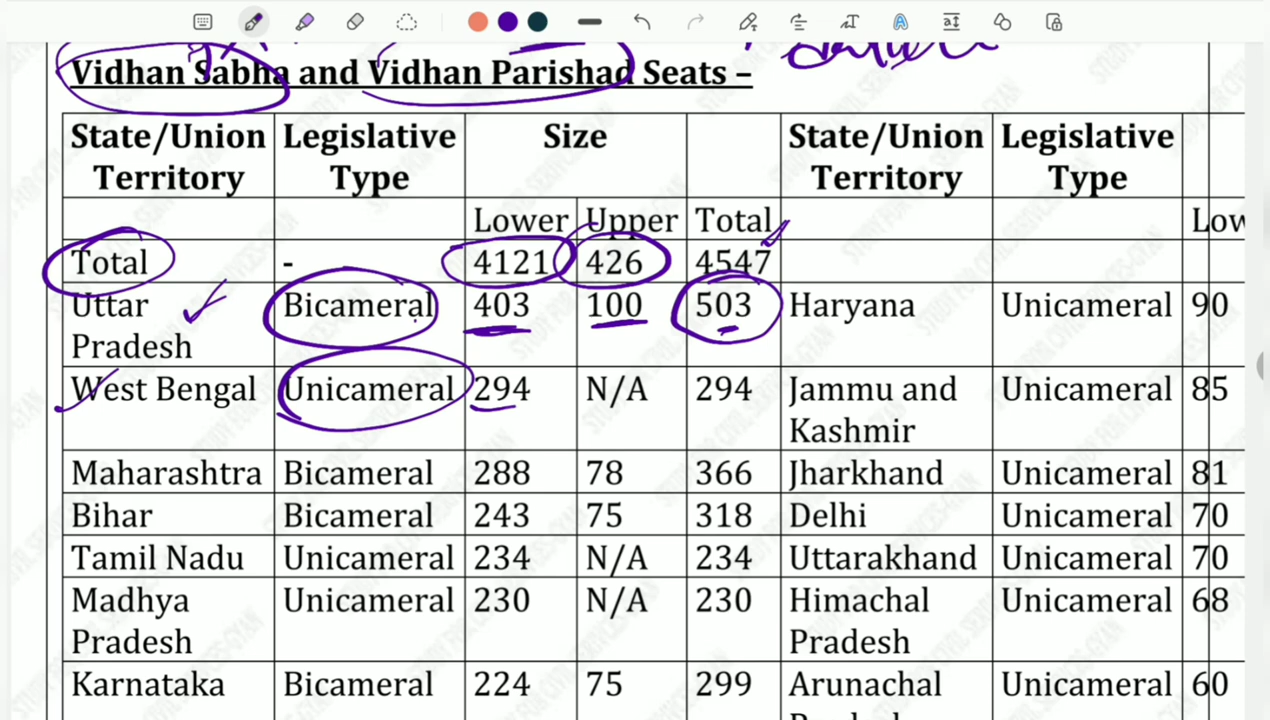 Vidhan Sabha and Vidhan Parishad Seats –
State/Union Territory Legislative Type Size State/Union Territory Legislative Type
Lower Upper Total Low
Total - 4121 426 4547
Uttar Pradesh Bicameral 403 100 503 Haryana Unicameral 90
West Bengal Unicameral 294 N/A 294 Jammu and Kashmir Unicameral 85
Maharashtra Bicameral 288 78 366 Jharkhand Unicameral 81
Bihar Bicameral 243 75 318 Delhi Unicameral 70
Tamil Nadu Unicameral 234 N/A 234 Uttarakhand Unicameral 70
Madhya Pradesh Unicameral 230 N/A 230 Himachal Pradesh Unicameral 68
Karnataka Bicameral 224 75 299 Arunachal Unicameral 60